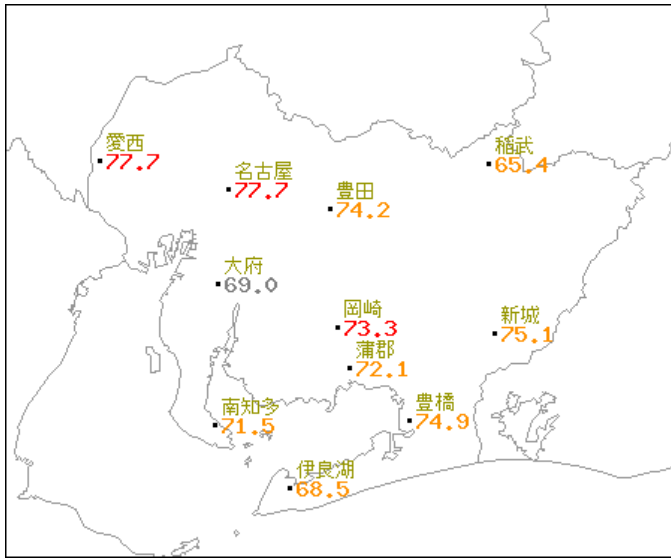 愛西
77.7
名古屋
77.7
豊田
74.2
稲武
65.4
大府
69.0
岡崎
73.3
新城
75.1
蒲郡
72.1
南知多
71.5
豊橋
74.9
伊良湖
68.5